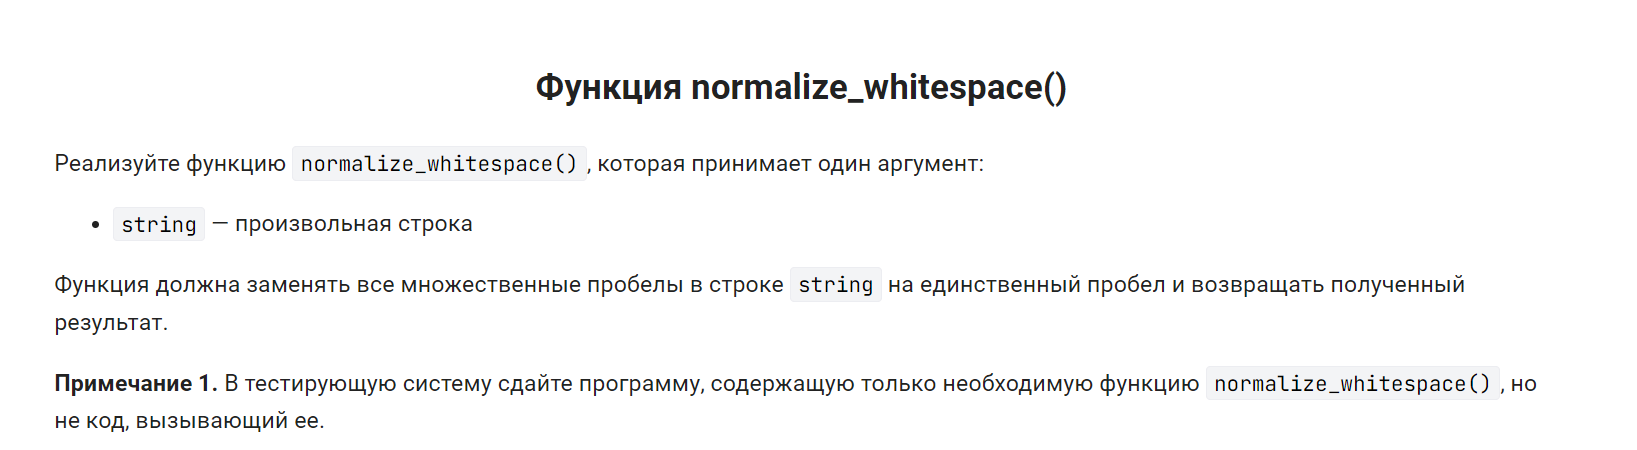 Функция normalize_whitespace()
Реализуйте функцию normalize_whitespace(), которая принимает один аргумент:
• string — произвольная строка
Функция должна заменять все множественные пробелы в строке string на единственный пробел и возвращать полученный
результат.
Примечание 1. В тестирующую систему сдайте программу, содержащую только необходимую функцию normalize_whitespace(), но
не код, вызывающий ее.